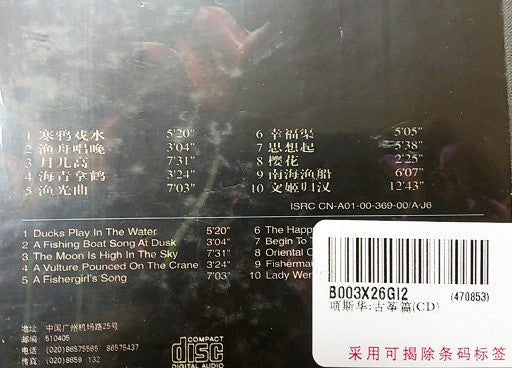 1 寒鸦戏水 5'20"
2 渔舟唱晚 3'04"
3 月儿高 7'31"
4 海青拿鹤 3'24"
5 渔光曲 7'03"
6 幸福渠 5'05"
7 思想起 5'38"
8 樱花 2'25"
9 南海渔船 6'07"
10 文姬归汉 12'43"
ISRC CN-A01-00-369-00/A·J6
1 Ducks Play In The Water 5'20"
2 A Fishing Boat Song At Dusk 3'04"
3 The Moon Is High In The Sky 7'31"
4 A Vulture Pounced On The Crane 3'24"
5 A Fishergirl's Song 7'03"
6 The Happ
7 Begin To
8 Oriental
9 Fisherman
10 Lady Wen
B003X26GI2 (470853)
项斯华:古筝篇(CD)
采用可揭除条码标签
地址 中国广州机场路25号
邮编 510405
电话 (020)86575565 86575437
传真 (020)8659 132
COMPACT
disc
DIGITAL AUDIO